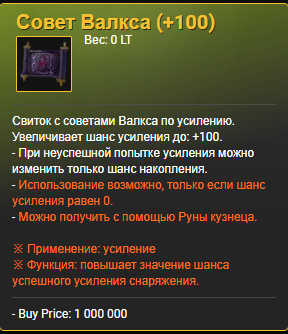 Совет Валкса (+100)
Вес: 0 LT
Свиток с советами Валкса по усилению.
Увеличивает шанс усиления до: +100.
- При неуспешной попытке усиления можно
изменить только шанс накопления.
- Использование возможно, только если шанс
усиления равен 0.
- Можно получить с помощью Руны кузнеца.
※ Применение: усиление
※ Функция: повышает значение шанса
успешного усиления снаряжения.
- Buy Price: 1 000 000